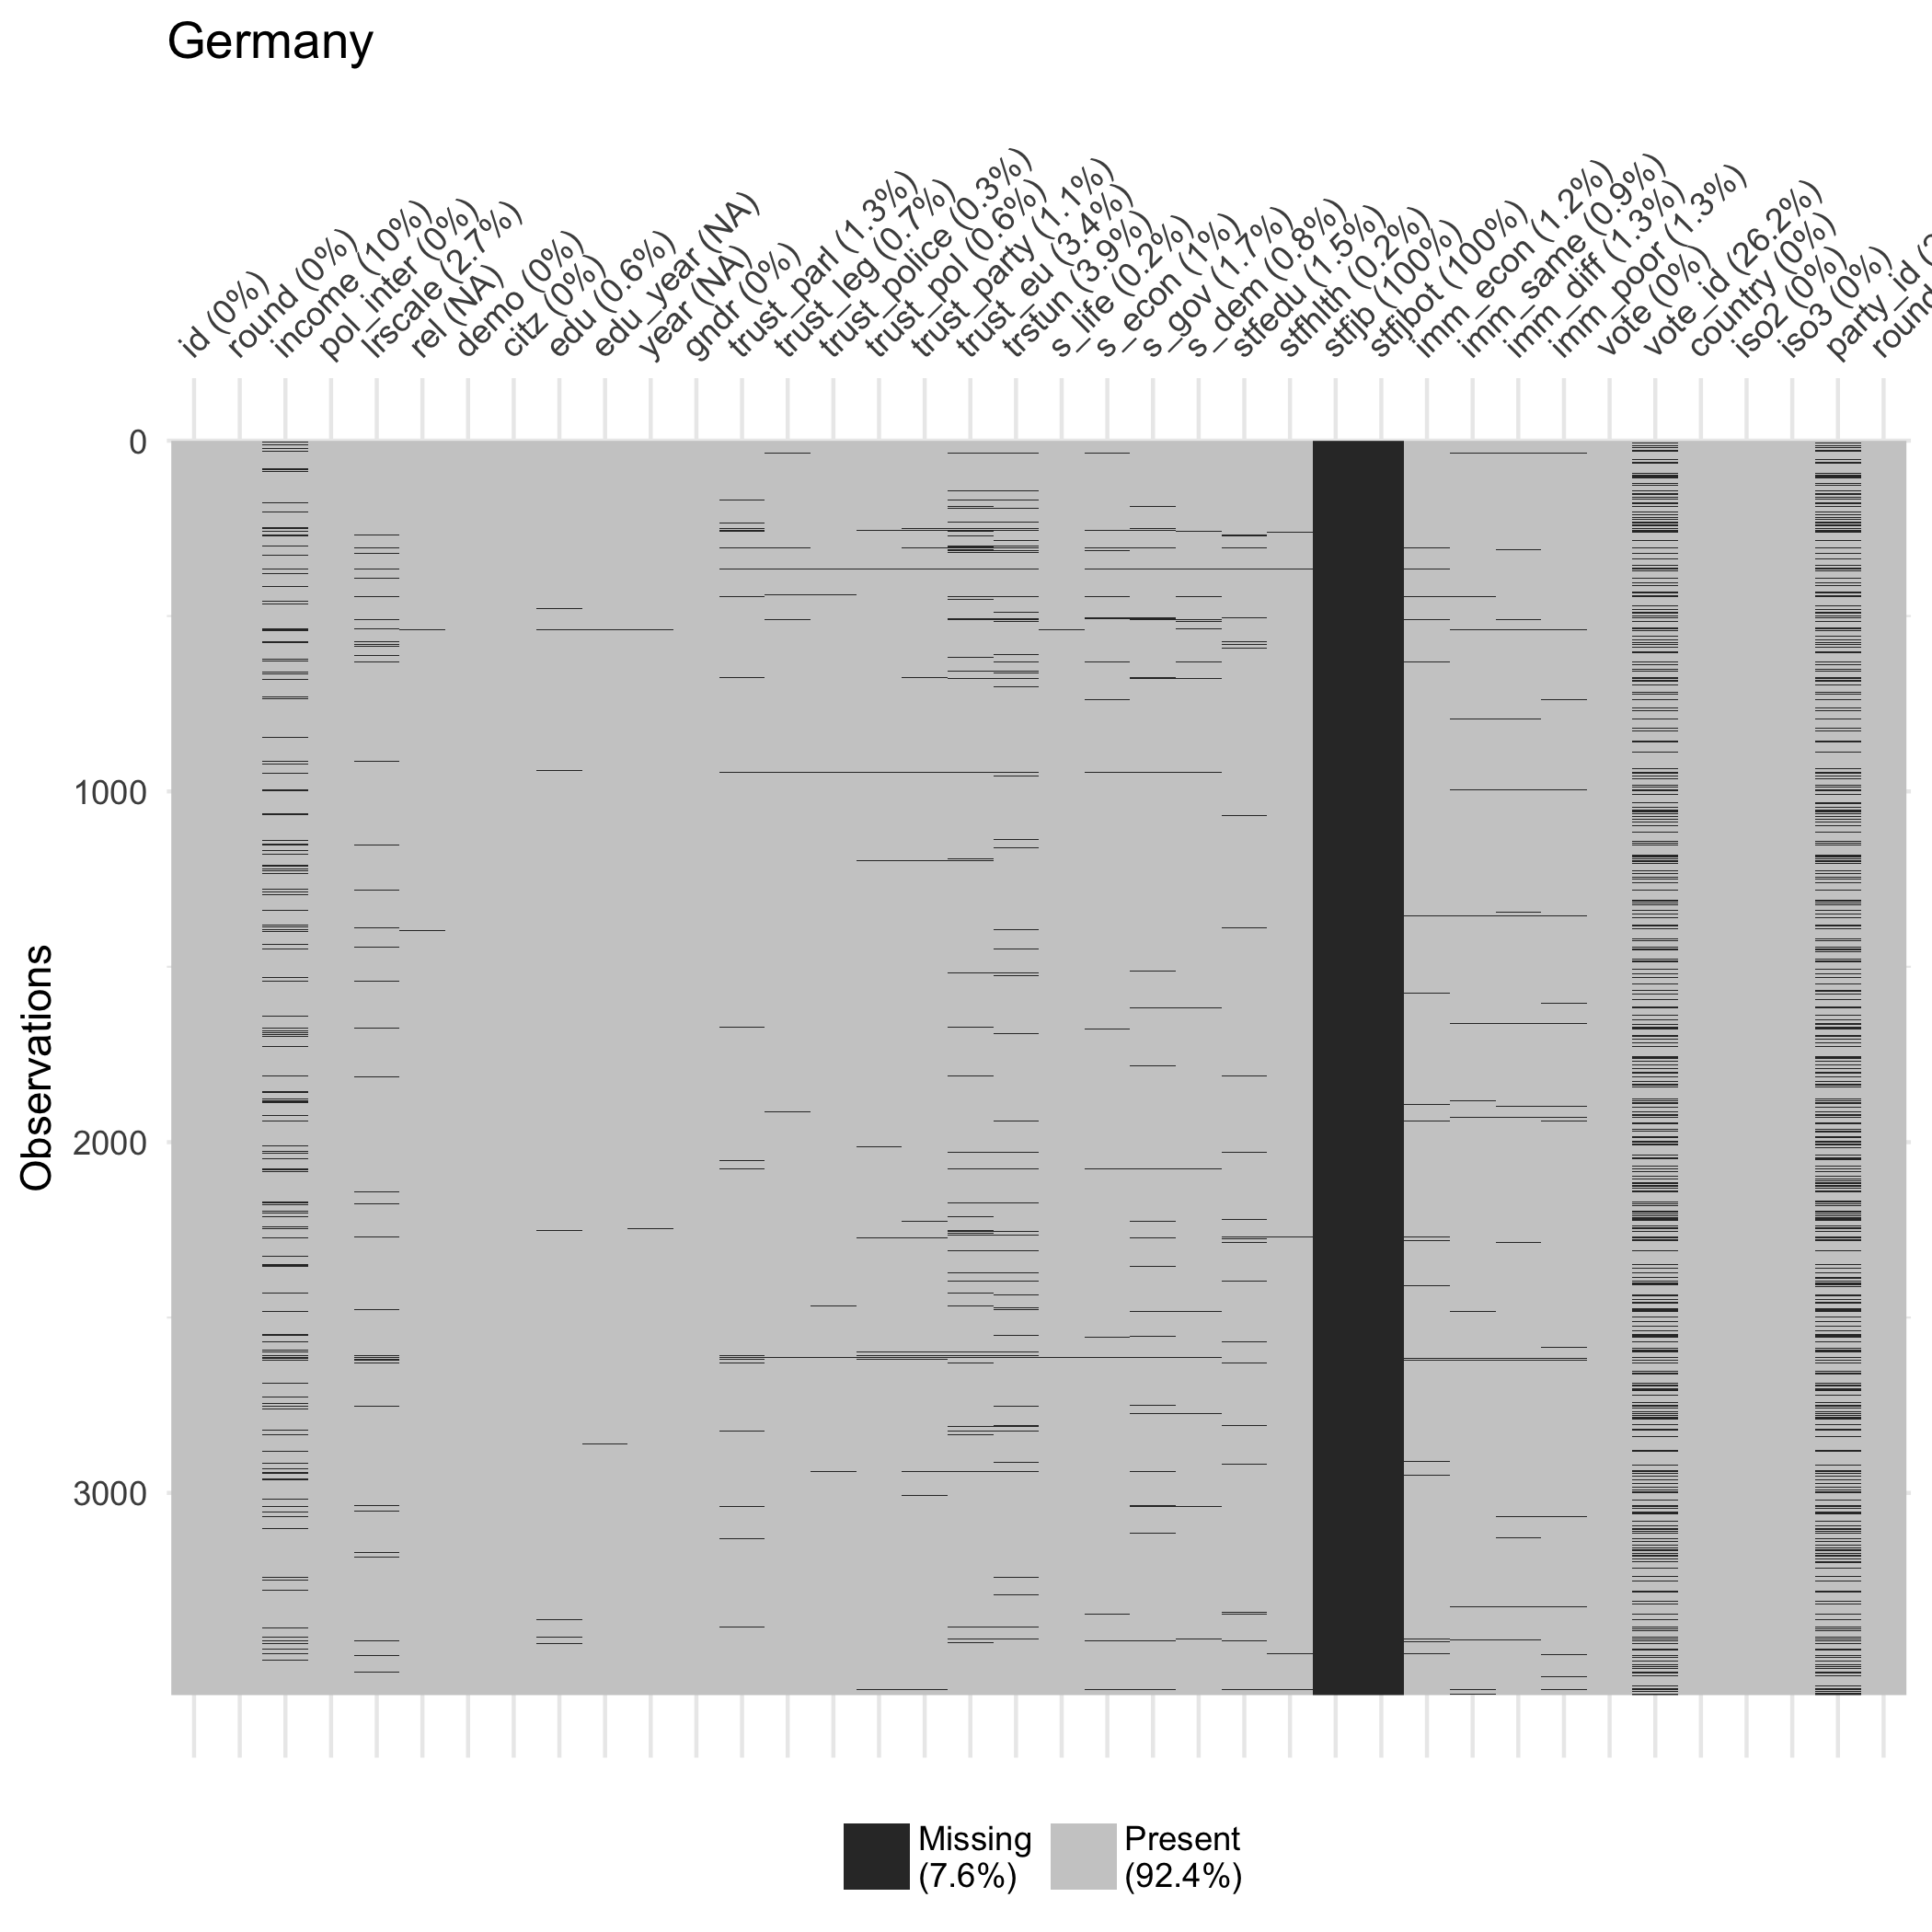 Germany
id (0%)
round (0%)
income (10%)
pol_inter (0%)
lrscale (2.7%)
rel (NA)
demo (0%)
citz (0%)
edu (0.6%)
edu_year (NA)
year (NA)
gndr (0%)
trust_parl (1.3%)
trust_leg (0.7%)
trust_police (0.3%)
trust_pol (0.6%)
trust_party (1.1%)
trust_eu (3.4%)
trstun (3.9%)
s_life (0.2%)
s_econ (1%)
s_gov (1.7%)
s_dem (0.8%)
stfedu (1.5%)
stfhlth (0.2%)
stfjb (100%)
stfjbot (100%)
imm_econ (1.2%)
imm_same (0.9%)
imm_diff (1.3%)
imm_poor (1.3%)
vote (0%)
vote_id (26.2%)
country (0%)
iso2 (0%)
iso3 (0%)
party_id (
round
0
1000
2000
3000
Observations
Missing
(7.6%)
Present
(92.4%)